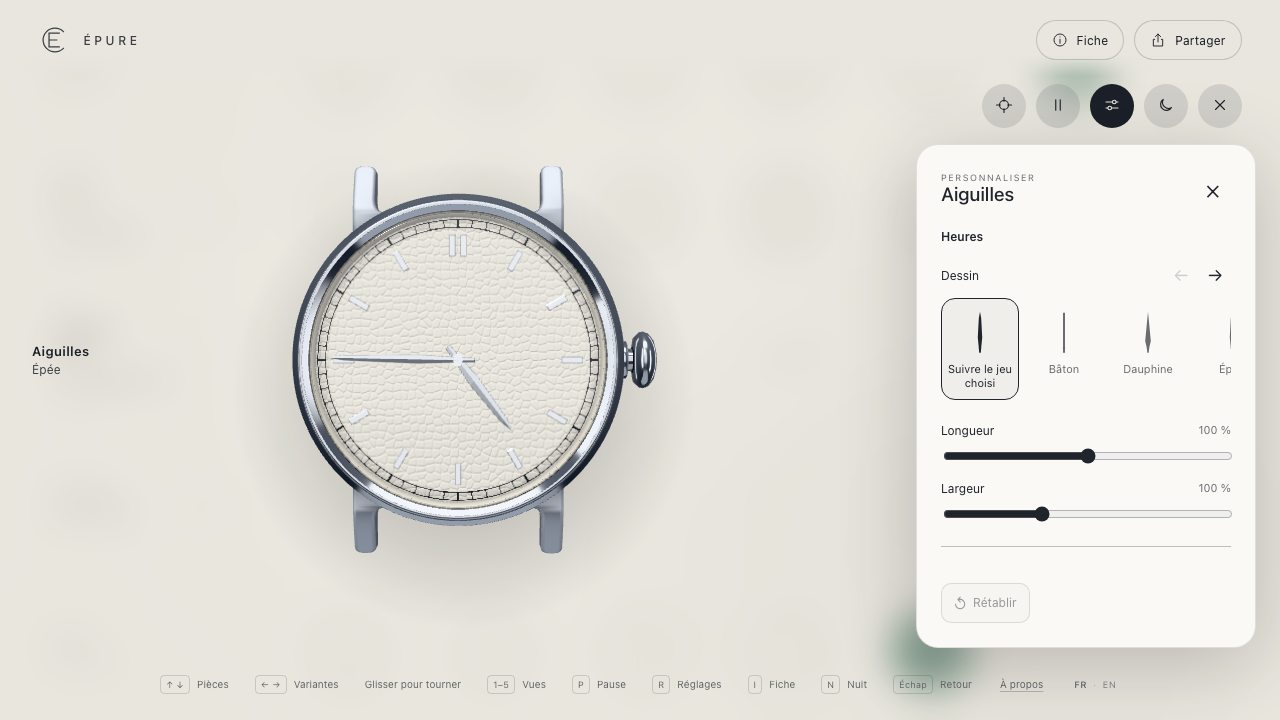 ÉPURE
Fiche
Partager
PERSONNALISER
Aiguilles
Heures
Dessin
Suivre le jeu
choisi
Bâton
Dauphine
Ép
Longueur
100 %
Largeur
100 %
Rétablir
Aiguilles
Épée
↑ ↓ Pièces
← → Variantes
Glisser pour tourner
1–5 Vues
P Pause
R Réglages
I Fiche
N Nuit
Échap Retour
À propos
FR · EN